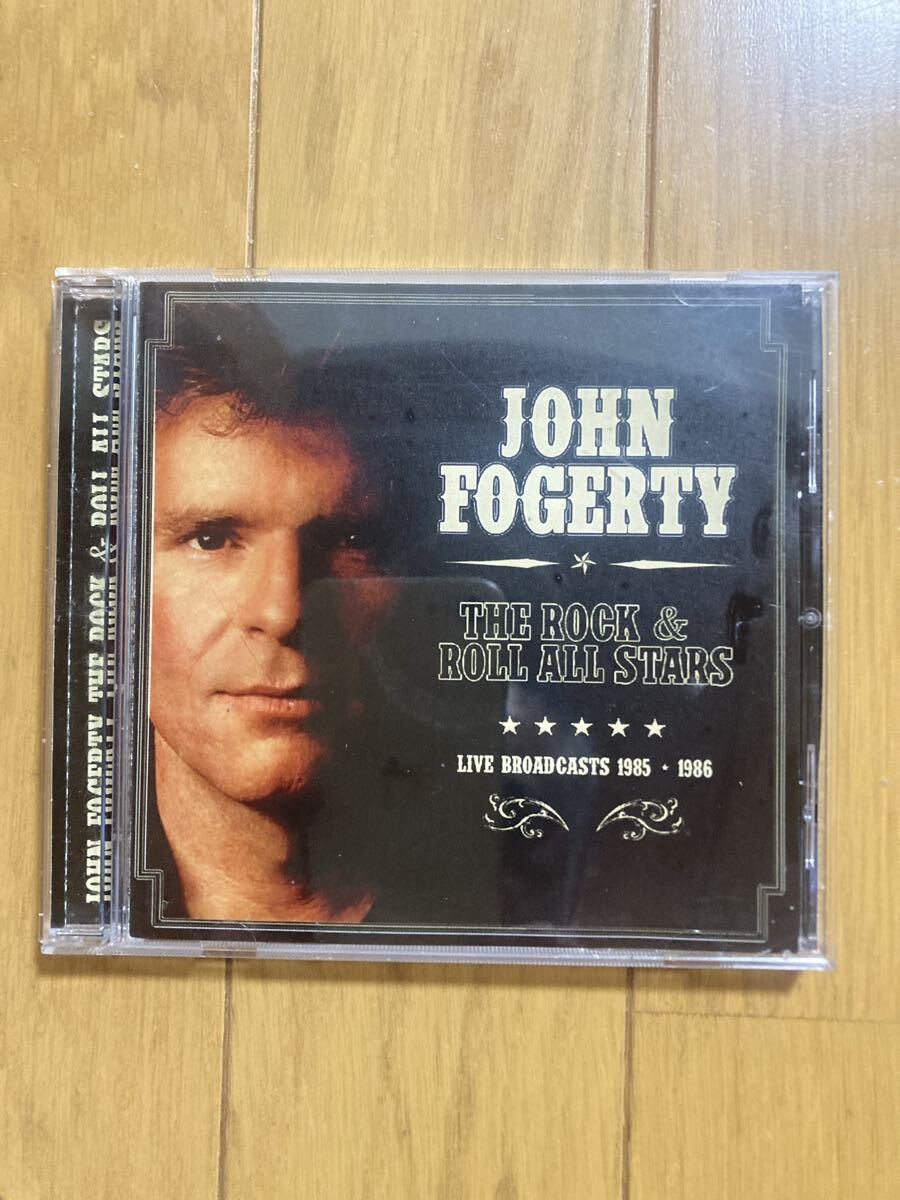 JOHN
FOGERTY
THE ROCK &
ROLL ALL STARS
LIVE BROADCASTS 1985 ★ 1986
JOHN FOGERTY THE ROCK & ROLL ALL STARS